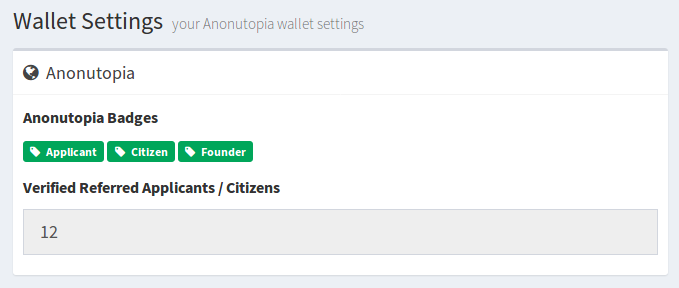 Wallet Settings your Anonutopia wallet settings
Anonutopia
Anonutopia Badges
Applicant Citizen Founder
Verified Referred Applicants / Citizens
12